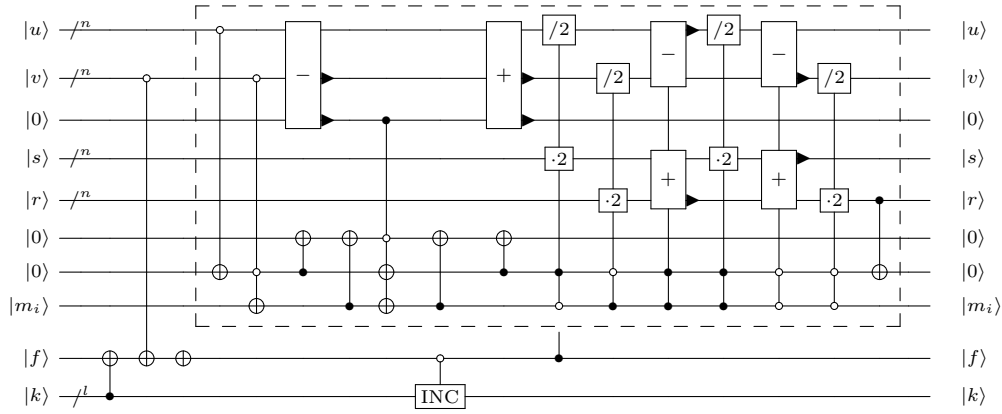 |u⟩ n − + /2 − /2 − |u⟩
|v⟩ n /2 /2 |v⟩
|0⟩ |0⟩
|s⟩ n ·2 + ·2 + |s⟩
|r⟩ n ·2 ·2 |r⟩
|0⟩ |0⟩
|0⟩ |0⟩
|m_i⟩ |m_i⟩
|f⟩ |f⟩
|k⟩ l INC |k⟩